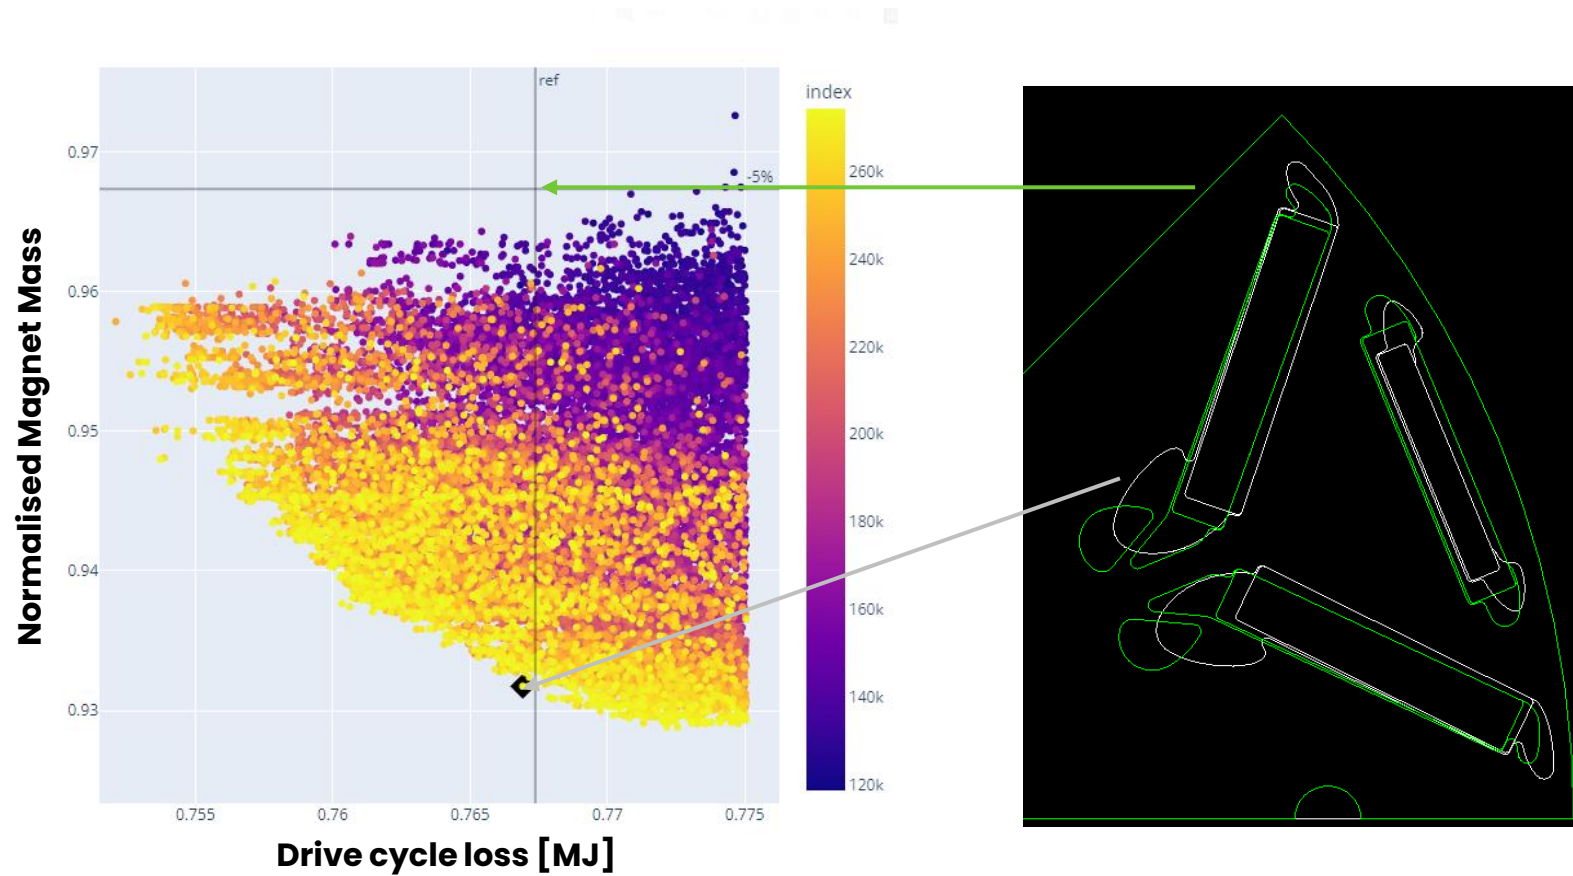 ref
index
0.97
-5%
260k
0.96
240k
220k
0.95
200k
180k
0.94
160k
140k
0.93
120k
Normalised Magnet Mass
0.755
0.76
0.765
0.77
0.775
Drive cycle loss [MJ]